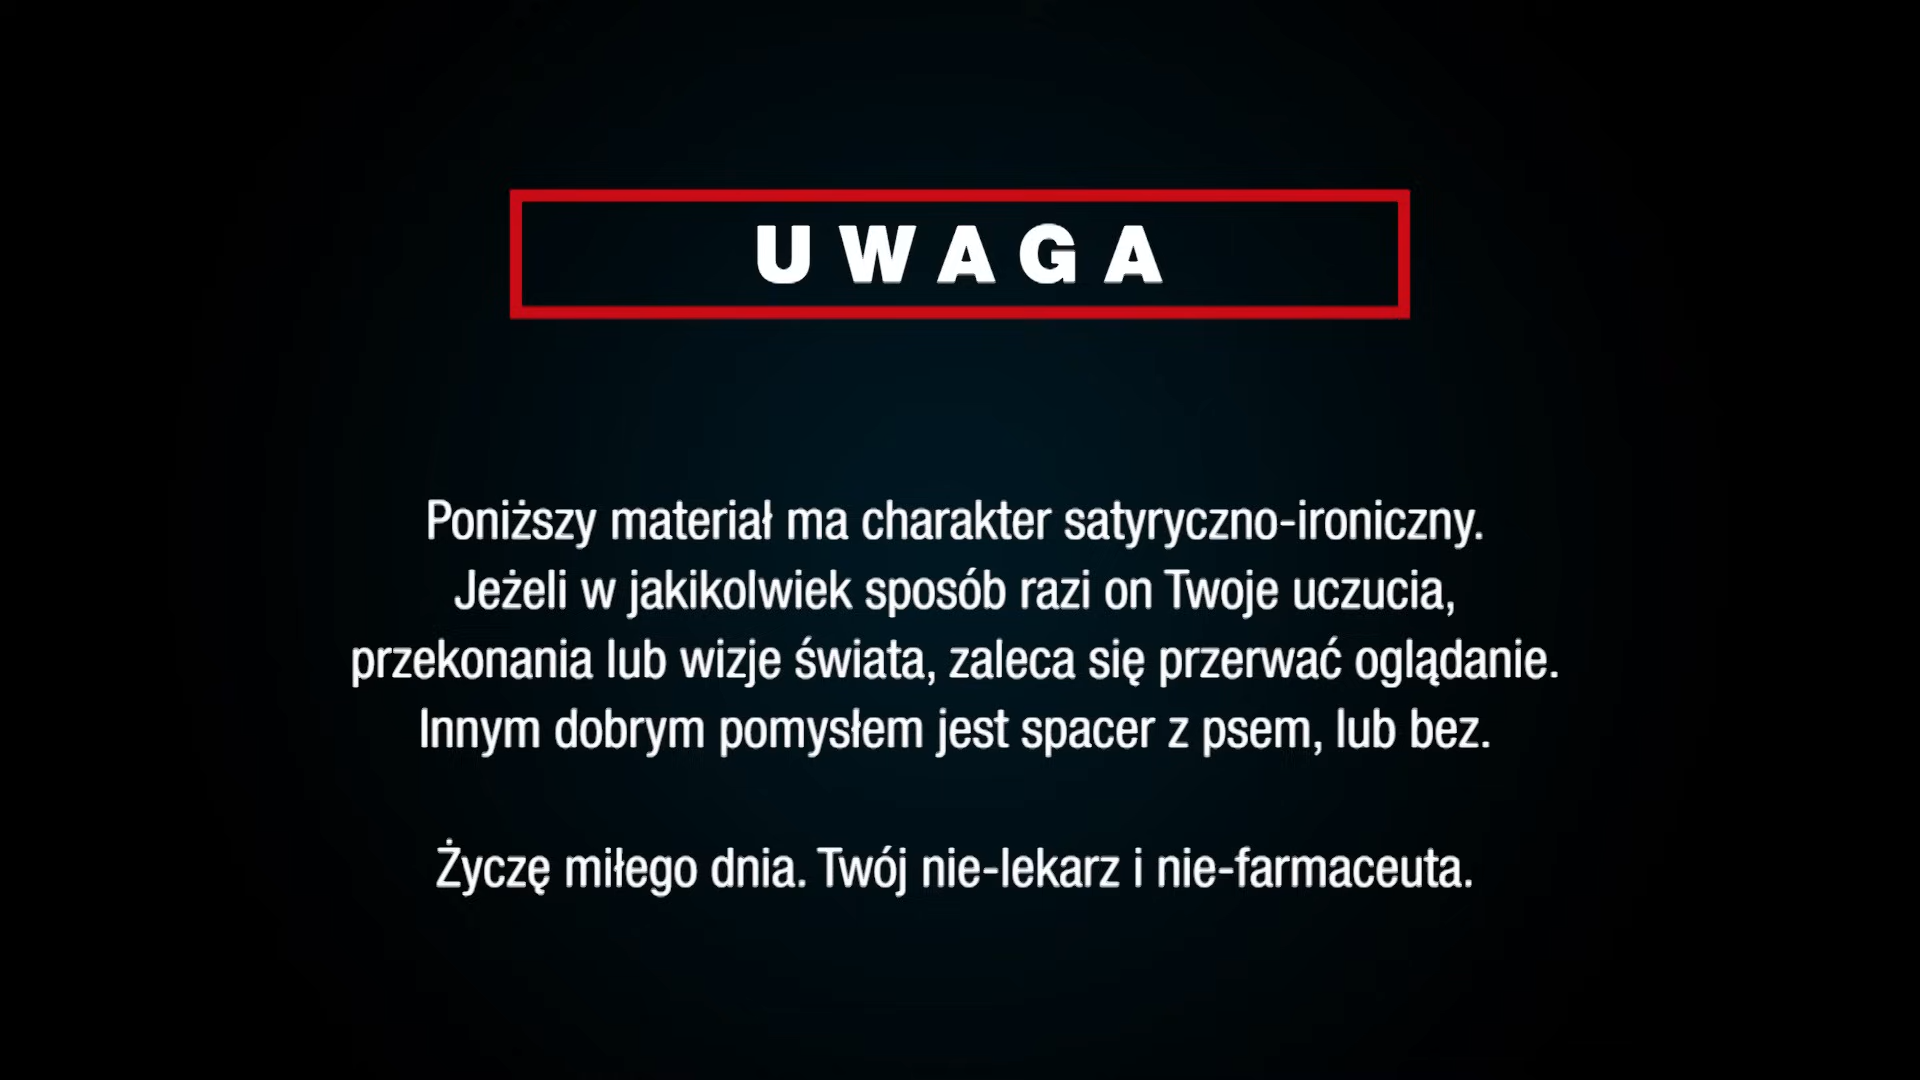 UWAGA
Poniższy materiał ma charakter satyryczno-ironiczny.
Jeżeli w jakikolwiek sposób razi on Twoje uczucia,
przekonania lub wizje świata, zaleca się przerwać oglądanie.
Innym dobrym pomysłem jest spacer z psem, lub bez.
Życzę miłego dnia. Twój nie-lekarz i nie-farmaceuta.